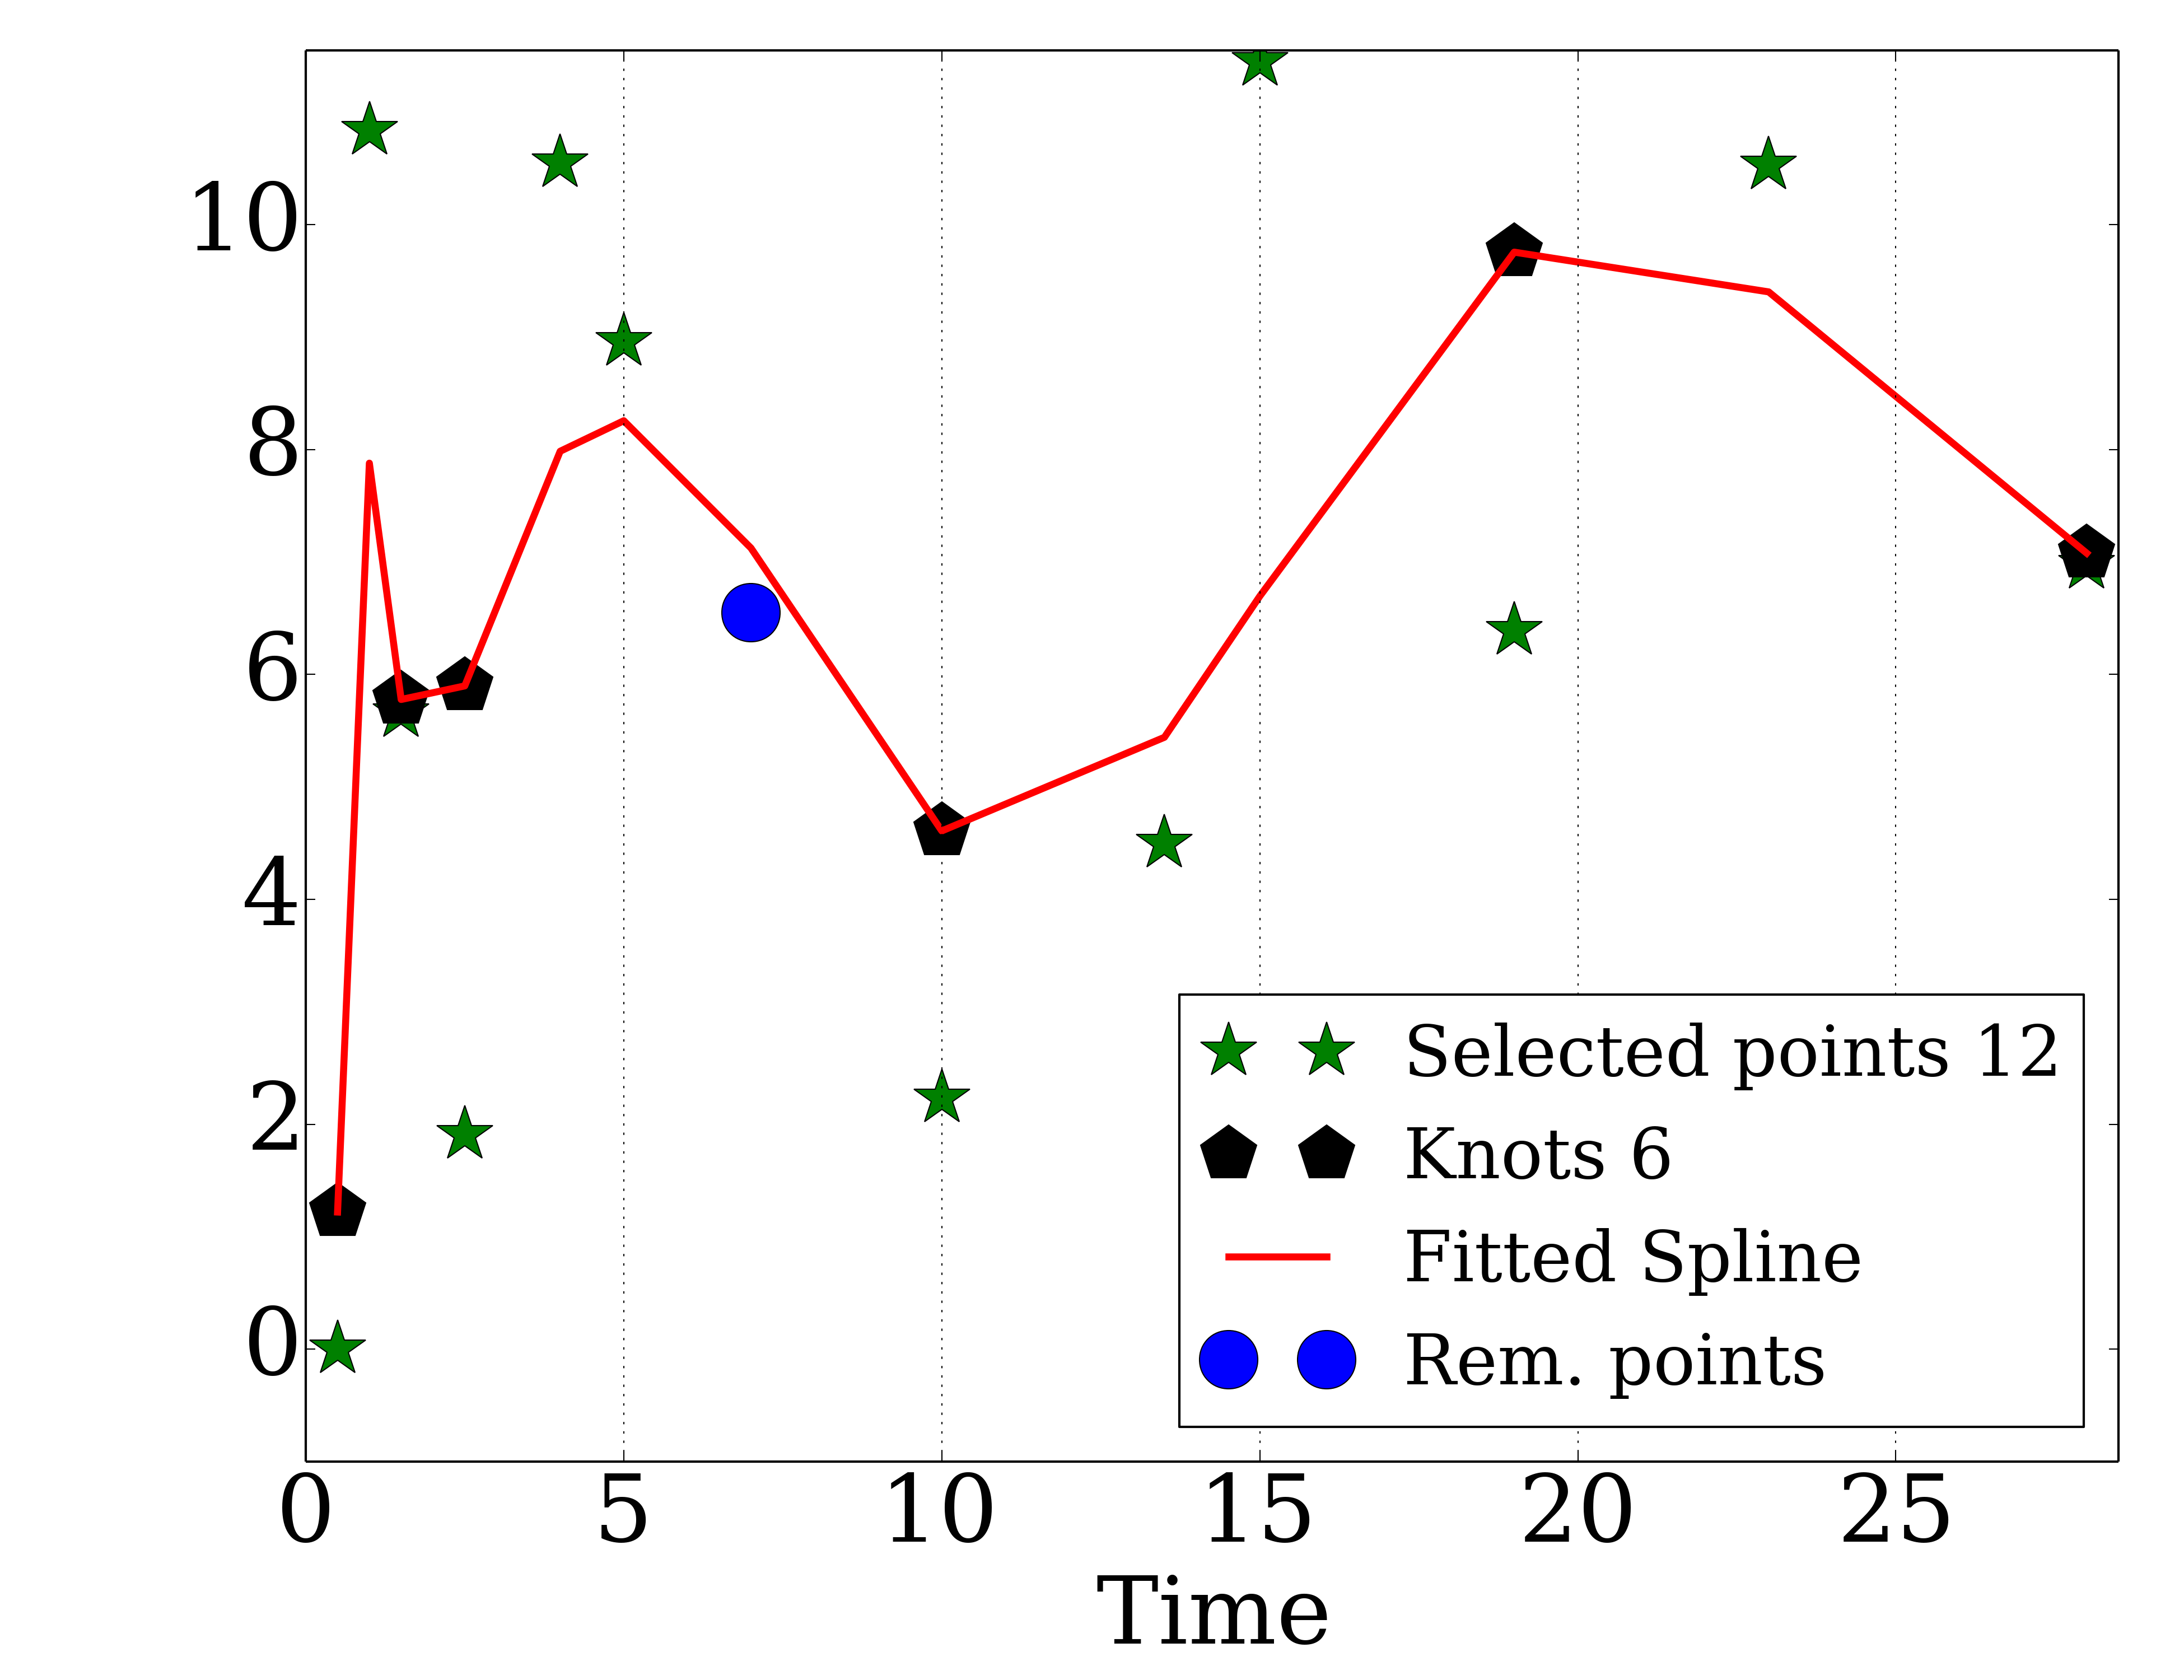 10
8
6
4
2
0
Selected points 12
Knots 6
Fitted Spline
Rem. points
0 5 10 15 20 25
Time